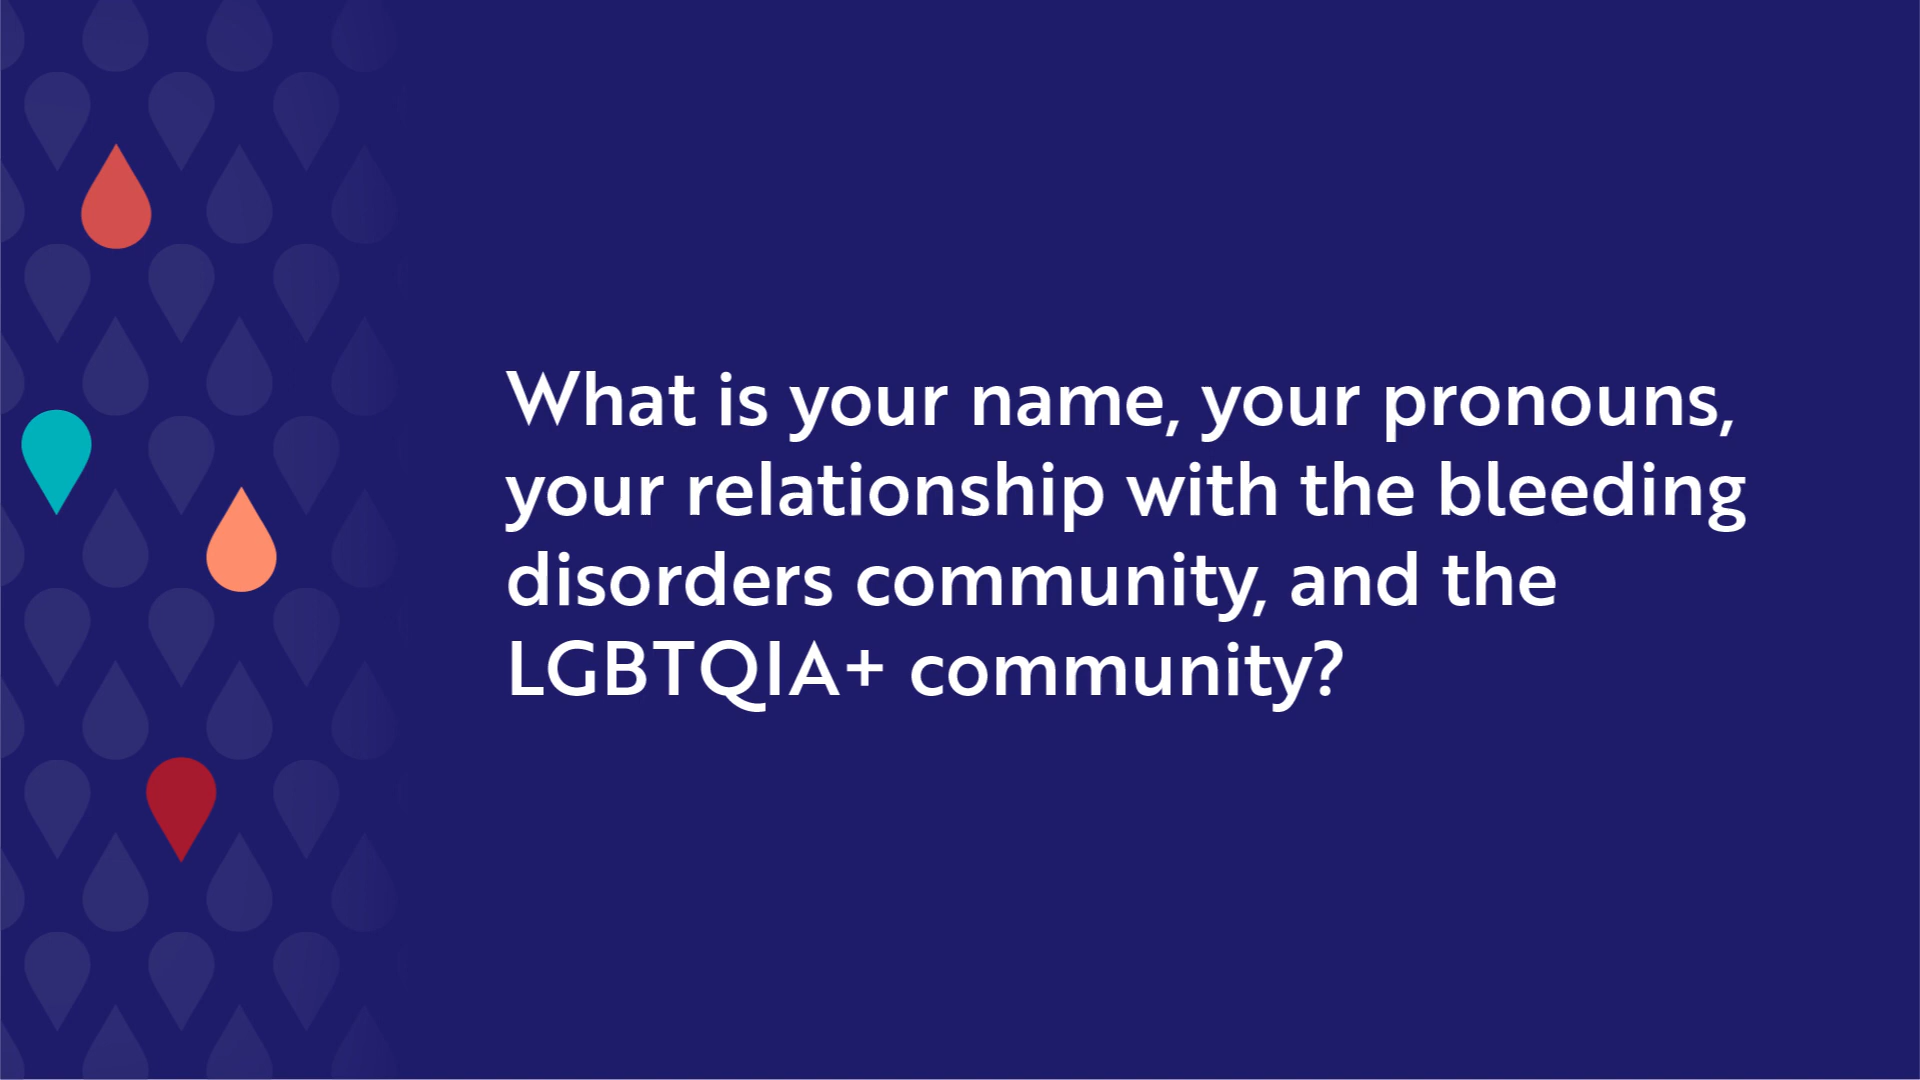 What is your name, your pronouns,
your relationship with the bleeding
disorders community, and the
LGBTQIA+ community?